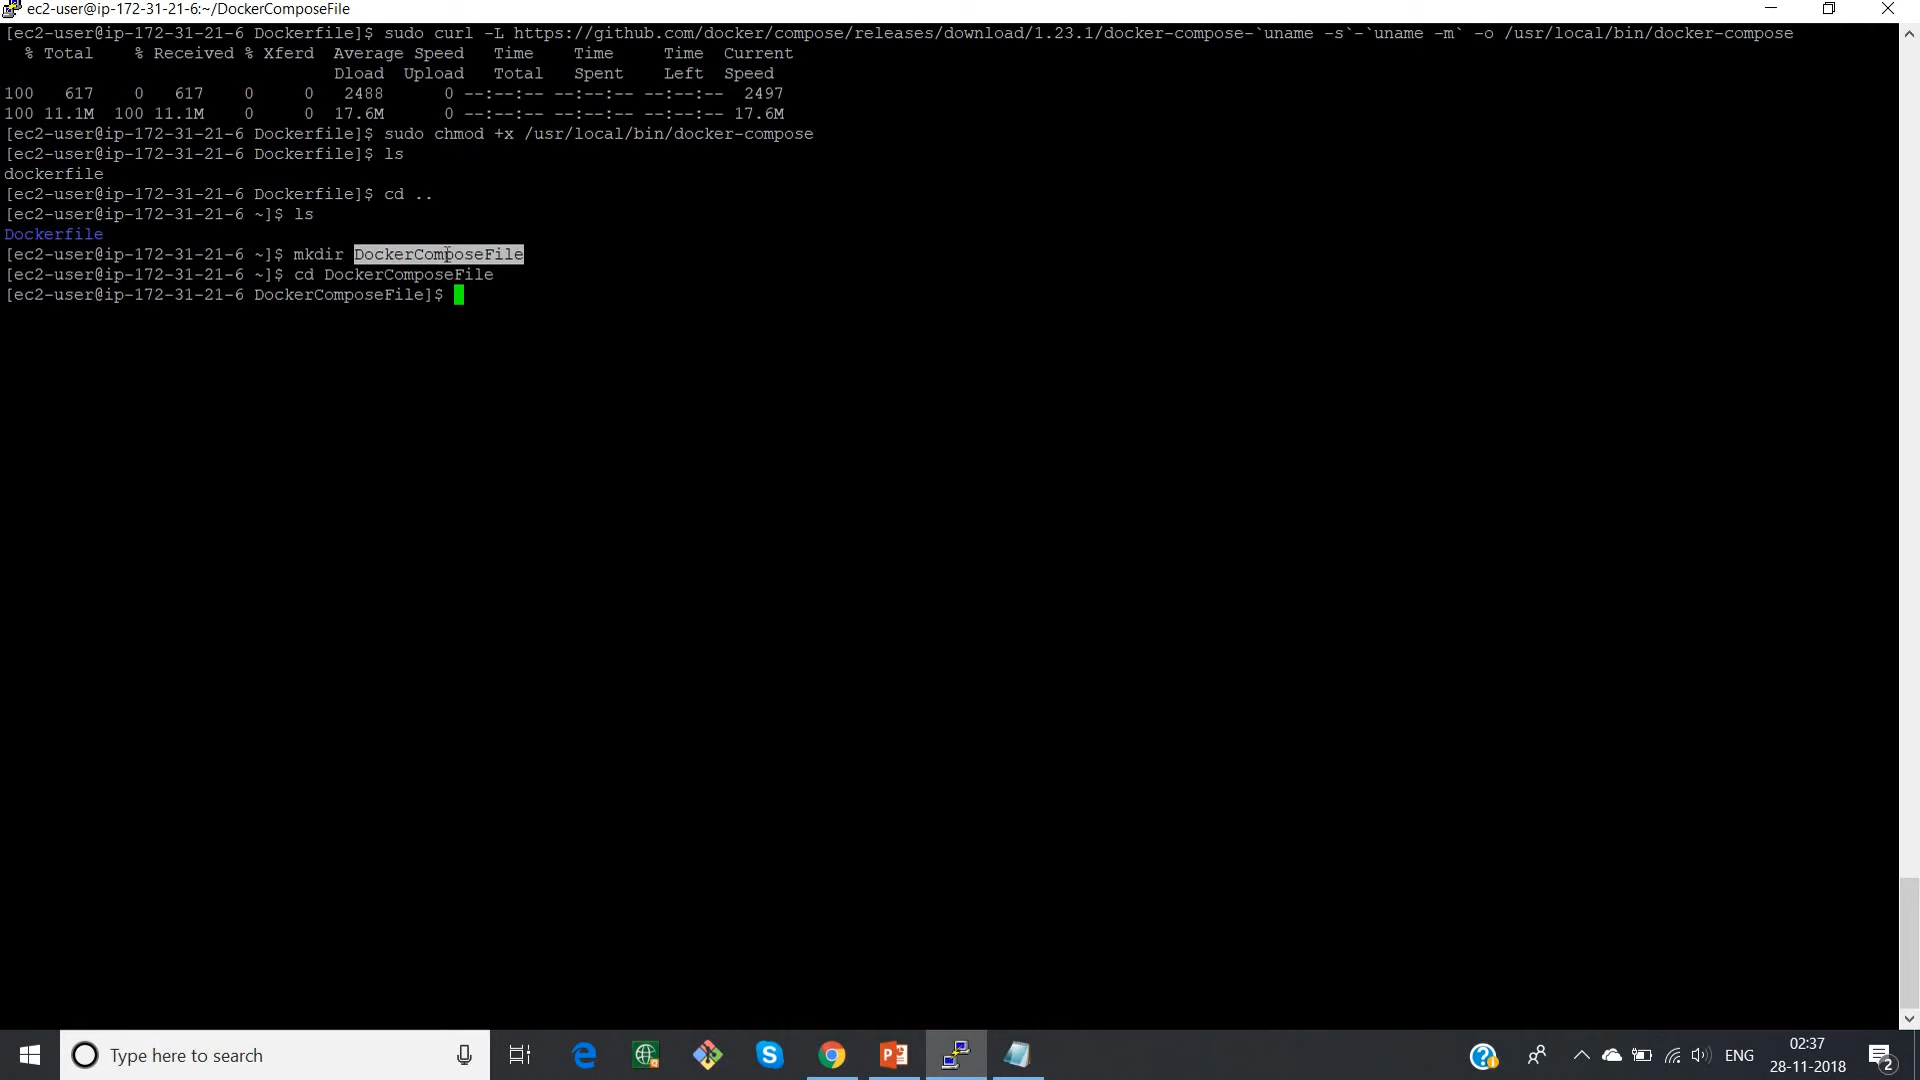 ec2-user@ip-172-31-21-6:~/DockerComposeFile
[ec2-user@ip-172-31-21-6 Dockerfile]$ sudo curl -L https://github.com/docker/compose/releases/download/1.23.1/docker-compose-`uname -s`-`uname -m` -o /usr/local/bin/docker-compose
% Total % Received % Xferd Average Speed Time Time Time Current
Dload Upload Total Spent Left Speed
100 617 0 617 0 0 2488 0 --:--:-- --:--:-- --:--:-- 2497
100 11.1M 100 11.1M 0 0 17.6M 0 --:--:-- --:--:-- --:--:-- 17.6M
[ec2-user@ip-172-31-21-6 Dockerfile]$ sudo chmod +x /usr/local/bin/docker-compose
[ec2-user@ip-172-31-21-6 Dockerfile]$ ls
dockerfile
[ec2-user@ip-172-31-21-6 Dockerfile]$ cd ..
[ec2-user@ip-172-31-21-6 ~]$ ls
Dockerfile
[ec2-user@ip-172-31-21-6 ~]$ mkdir DockerComposeFile
[ec2-user@ip-172-31-21-6 ~]$ cd DockerComposeFile
[ec2-user@ip-172-31-21-6 DockerComposeFile]$
Type here to search
ENG
02:37
28-11-2018
2